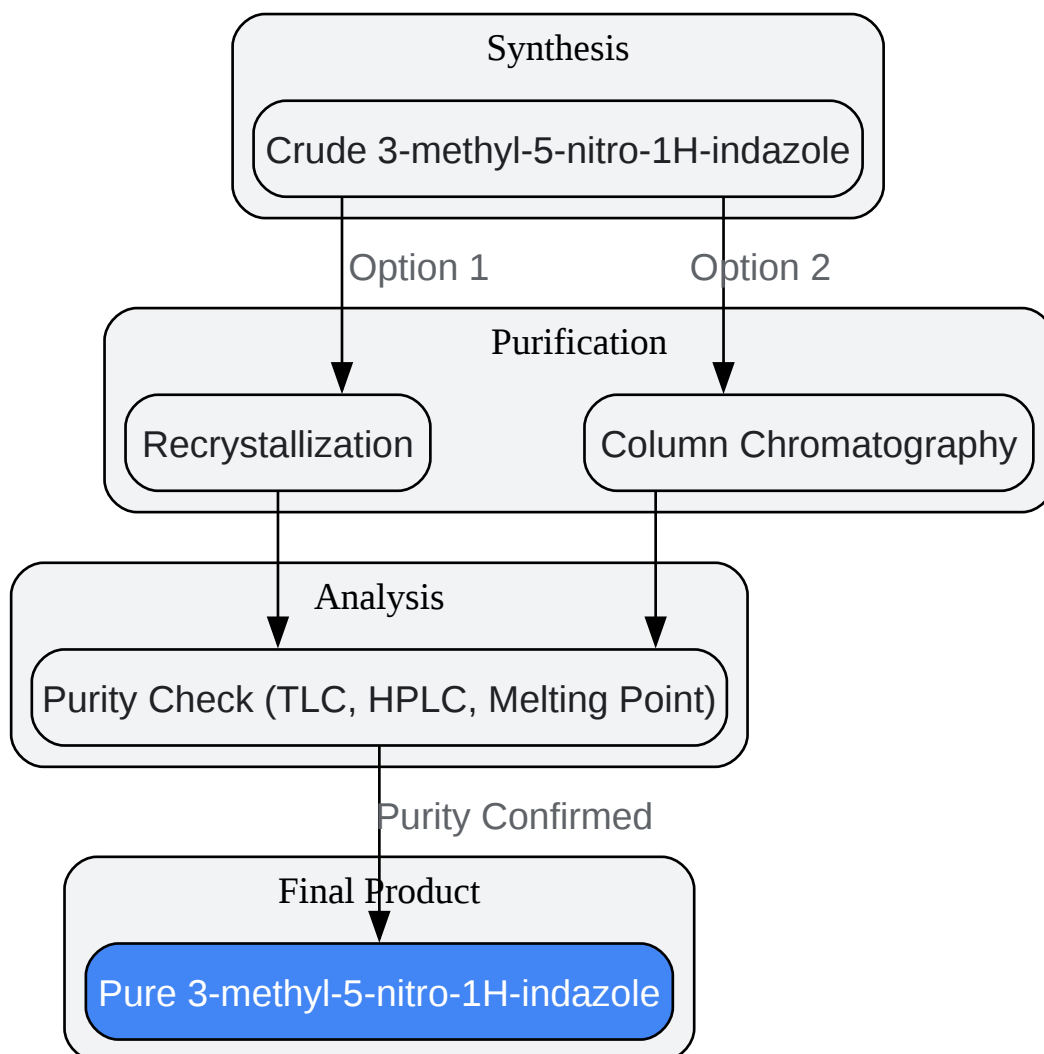 Synthesis
Crude 3-methyl-5-nitro-1H-indazole
Option 1
Option 2
Purification
Recrystallization
Column Chromatography
Analysis
Purity Check (TLC, HPLC, Melting Point)
Purity Confirmed
Final Product
Pure 3-methyl-5-nitro-1H-indazole